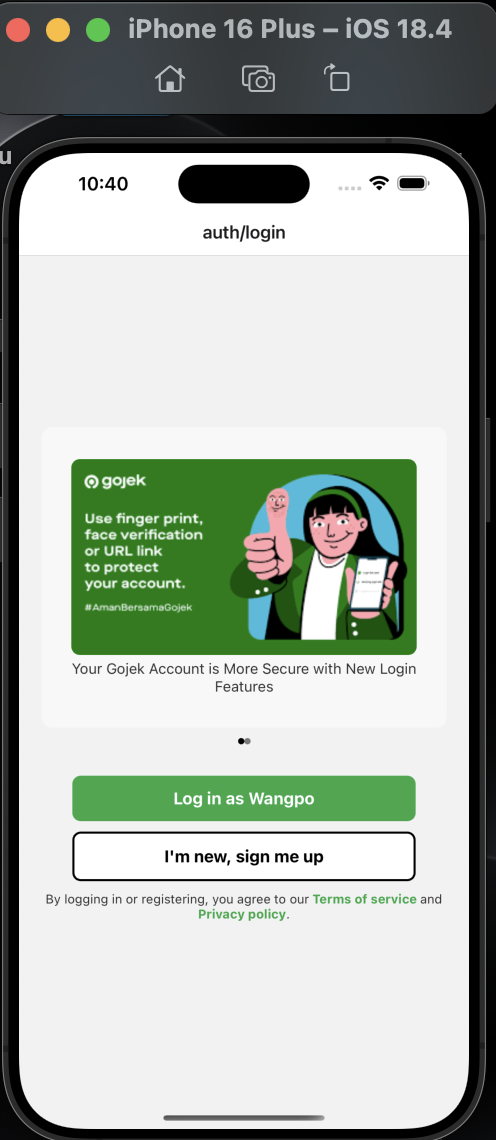 iPhone 16 Plus – iOS 18.4
u
10:40
auth/login
gojek
Use finger print,
face verification
or URL link
to protect
your account.
#AmanBersamaGojek
Your Gojek Account is More Secure with New Login
Features
Log in as Wangpo
I'm new, sign me up
By logging in or registering, you agree to our Terms of service and
Privacy policy.